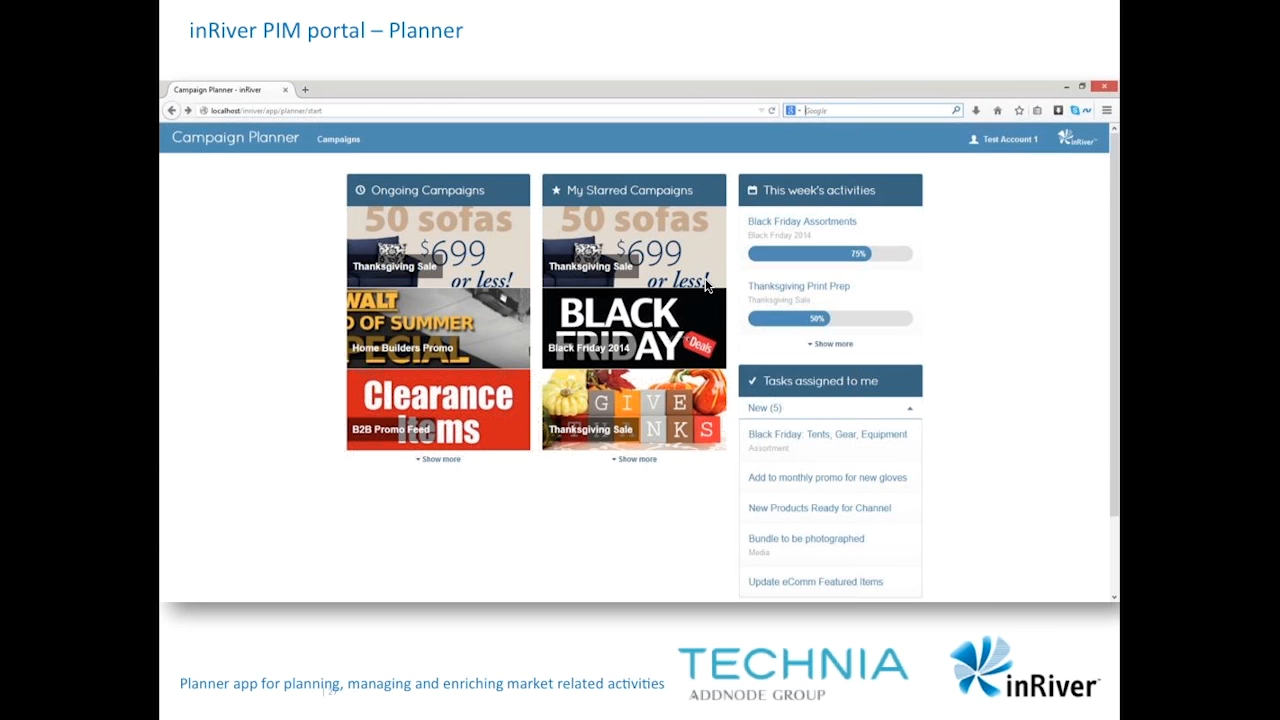 inRiver PIM portal – Planner
Campaign Planner - inRiver
localhost/inriver/app/planner/start
Google
Campaign Planner
Campaigns
Test Account 1
inRiver
Ongoing Campaigns
50 sofas
$699
or less!
Thanksgiving Sale
WALT
D OF SUMMER
PECIAL
Home Builders Promo
Clearance
Items
B2B Promo Feed
Show more
My Starred Campaigns
50 sofas
$699
or less!
Thanksgiving Sale
BLACK
FRIDAY
Deals
Black Friday 2014
GIVE
THANKS
Thanksgiving Sale
Show more
This week's activities
Black Friday Assortments
Black Friday 2014
75%
Thanksgiving Print Prep
Thanksgiving Sale
50%
Show more
Tasks assigned to me
New (5)
Black Friday: Tents, Gear, Equipment
Assortment
Add to monthly promo for new gloves
New Products Ready for Channel
Bundle to be photographed
Media
Update eComm Featured Items
Planner app for planning, managing and enriching market related activities
TECHNIA
ADDNODE GROUP
inRiver